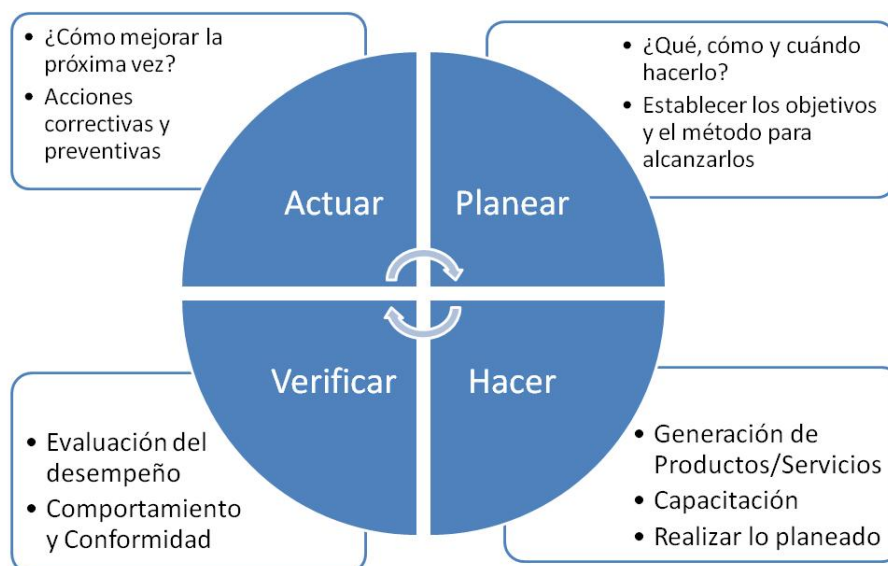 • ¿Cómo mejorar la
próxima vez?
• Acciones
correctivas y
preventivas
• ¿Qué, cómo y cuándo
hacerlo?
• Establecer los objetivos
y el método para
alcanzarlos
Actuar
Planear
Verificar
Hacer
• Evaluación del
desempeño
• Comportamiento
y Conformidad
• Generación de
Productos/Servicios
• Capacitación
• Realizar lo planeado